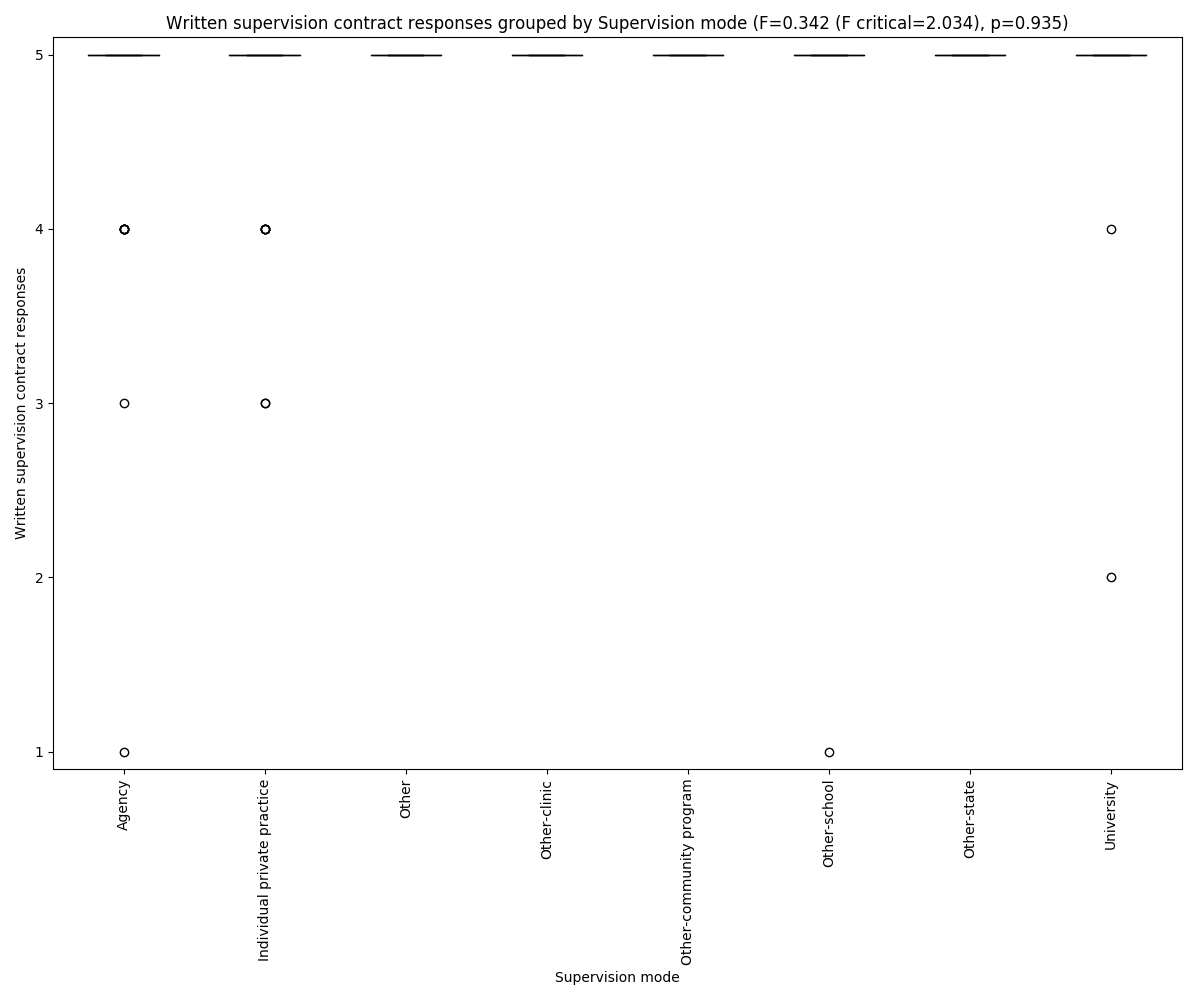 Written supervision contract responses grouped by Supervision mode (F=0.342 (F critical=2.034), p=0.935)
Written supervision contract responses
5
4
3
2
1
Agency
Individual private practice
Other
Other-clinic
Other-community program
Other-school
Other-state
University
Supervision mode